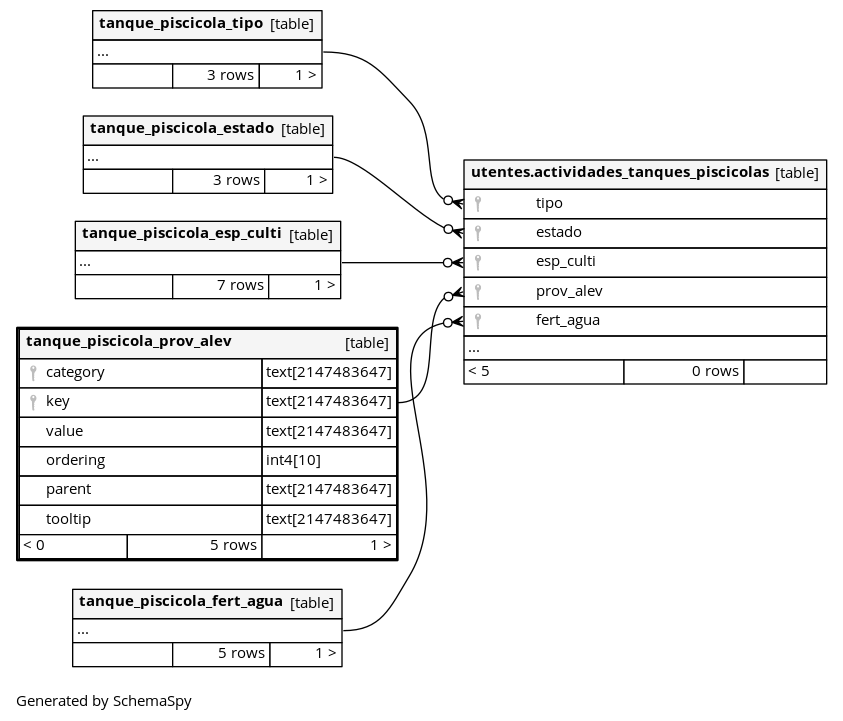 tanque_piscicola_tipo [table]
...
3 rows 1 >
tanque_piscicola_estado [table]
...
3 rows 1 >
tanque_piscicola_esp_culti [table]
...
7 rows 1 >
tanque_piscicola_prov_alev [table]
category text[2147483647]
key text[2147483647]
value text[2147483647]
ordering int4[10]
parent text[2147483647]
tooltip text[2147483647]
< 0 5 rows 1 >
tanque_piscicola_fert_agua [table]
...
5 rows 1 >
utentes.actividades_tanques_piscicolas [table]
tipo
estado
esp_culti
prov_alev
fert_agua
...
< 5 0 rows
Generated by SchemaSpy